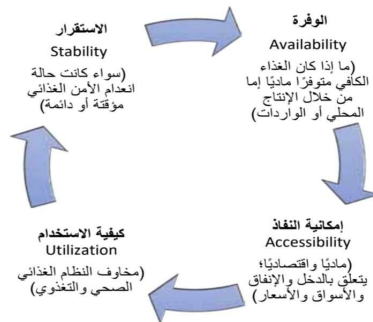 الوفرة
Availability
(ما إذا كان الغذاء
الكافي متوفرًا ماديًا إما
من خلال الإنتاج
المحلي أو الواردات)
إمكانية النفاذ
Accessibility
(ماديًا واقتصاديًا؛
يتعلق بالدخل والإنفاق
والأسواق والأسعار)
كيفية الاستخدام
Utilization
(مخاوف النظام الغذائي
الصحي والتغذوي)
الاستقرار
Stability
(سواء كانت حالة
انعدام الأمن الغذائي
مؤقتة أو دائمة)